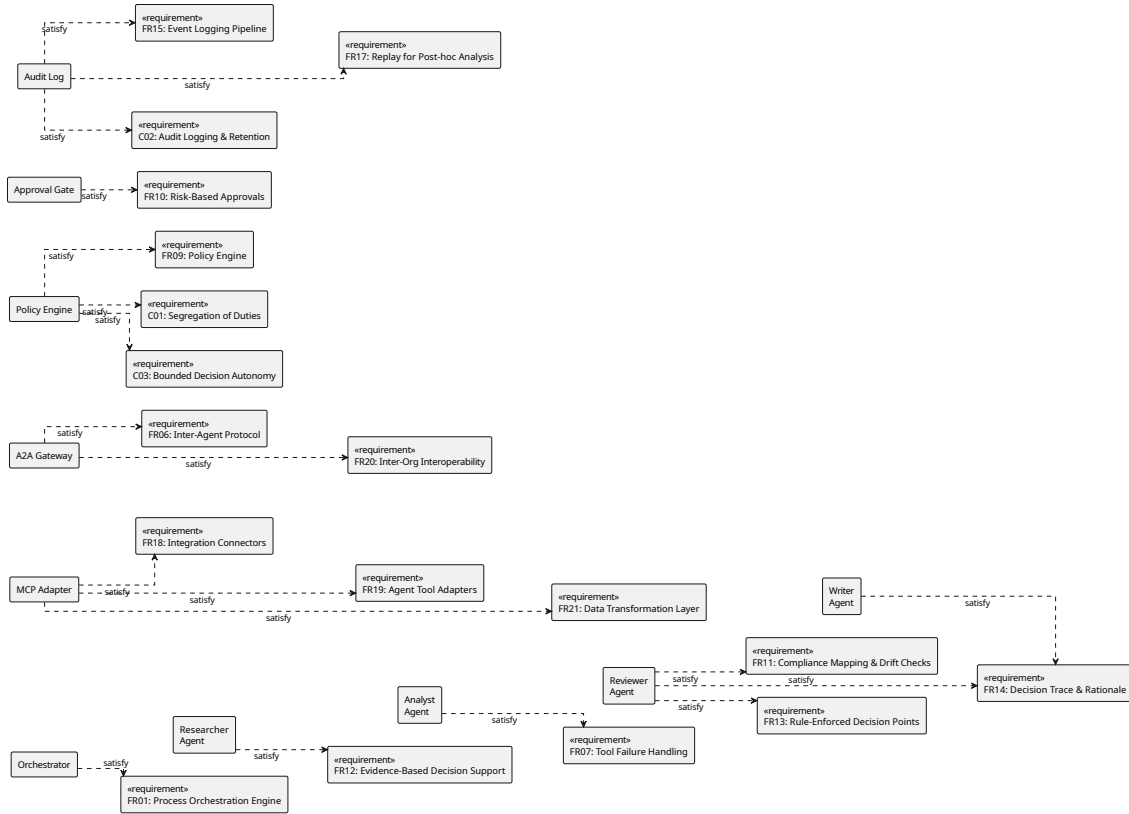 «requirement»
FR15: Event Logging Pipeline
satisfy
«requirement»
FR17: Replay for Post-hoc Analysis
Audit Log
satisfy
«requirement»
C02: Audit Logging & Retention
satisfy
«requirement»
FR10: Risk-Based Approvals
Approval Gate
satisfy
«requirement»
FR09: Policy Engine
satisfy
«requirement»
C01: Segregation of Duties
Policy Engine
satisfy
satisfy
«requirement»
C03: Bounded Decision Autonomy
«requirement»
FR06: Inter-Agent Protocol
satisfy
«requirement»
FR20: Inter-Org Interoperability
A2A Gateway
satisfy
«requirement»
FR18: Integration Connectors
MCP Adapter
satisfy
«requirement»
FR19: Agent Tool Adapters
satisfy
«requirement»
FR21: Data Transformation Layer
satisfy
Writer
Agent
satisfy
«requirement»
FR11: Compliance Mapping & Drift Checks
Reviewer
Agent
satisfy
satisfy
satisfy
«requirement»
FR14: Decision Trace & Rationale
«requirement»
FR13: Rule-Enforced Decision Points
Analyst
Agent
satisfy
«requirement»
FR07: Tool Failure Handling
Researcher
Agent
satisfy
«requirement»
FR12: Evidence-Based Decision Support
Orchestrator
satisfy
«requirement»
FR01: Process Orchestration Engine